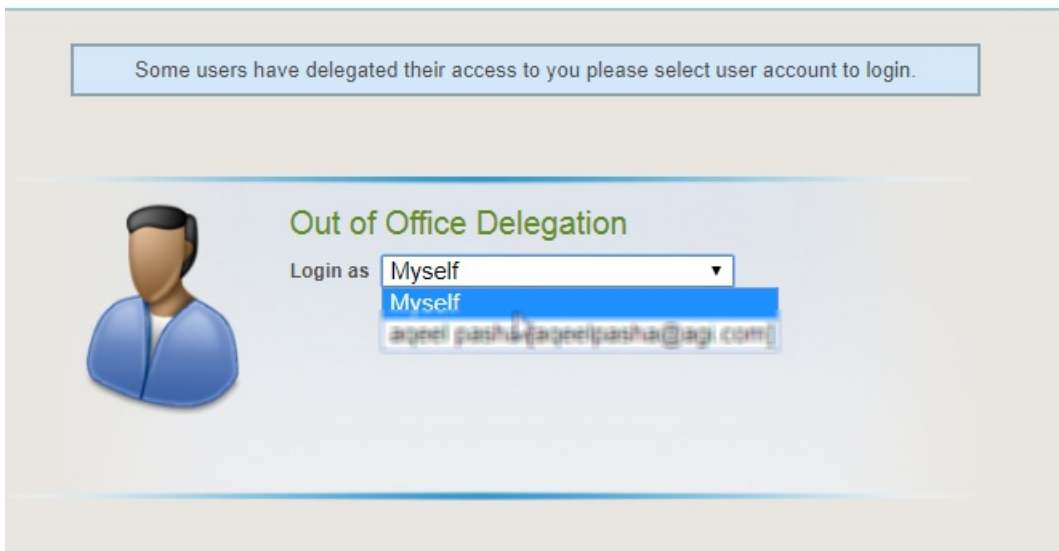 Some users have delegated their access to you please select user account to login.
Out of Office Delegation
Login as Myself
Myself